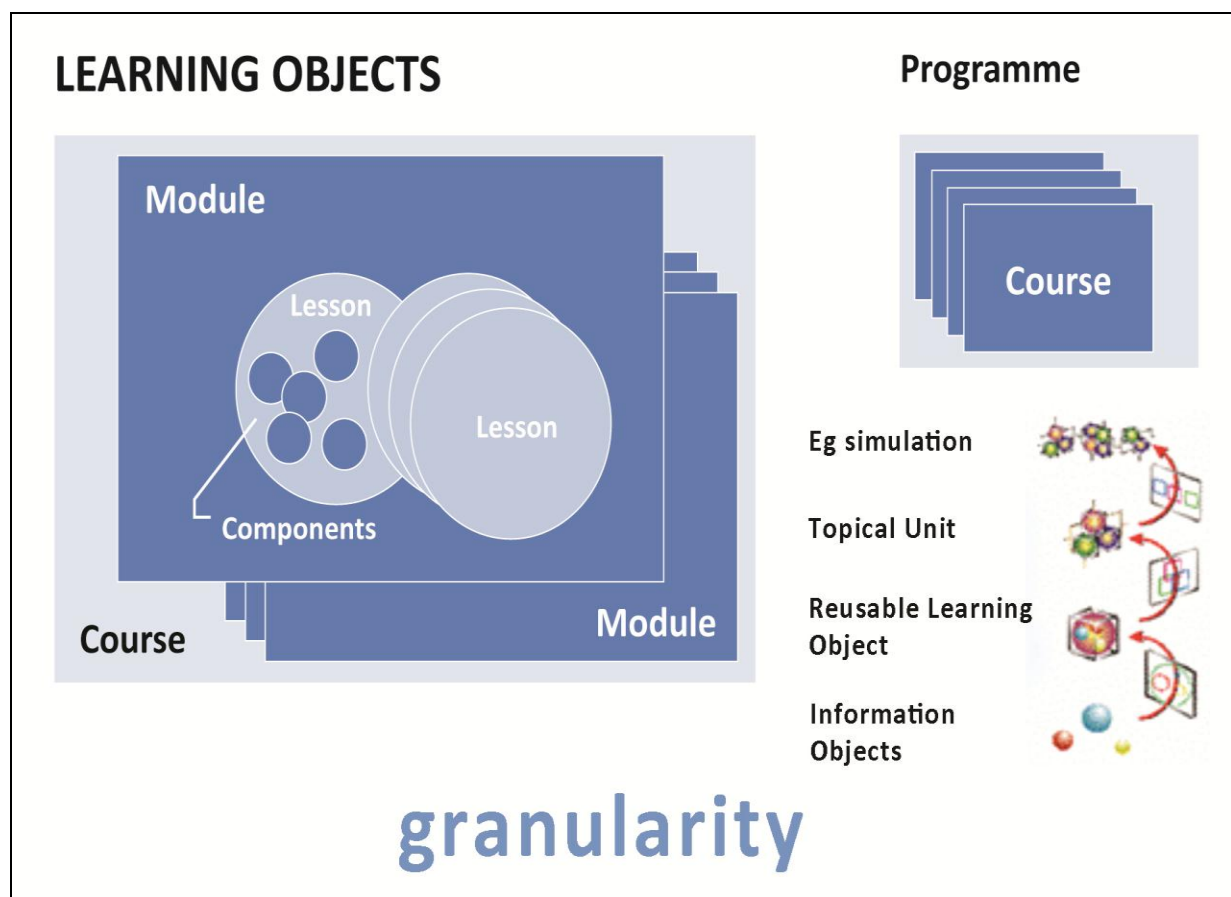 LEARNING OBJECTS
Module
Lesson
Lesson
Components
Module
Course
Programme
Course
Eg simulation
Topical Unit
Reusable Learning
Object
Information
Objects
granularity